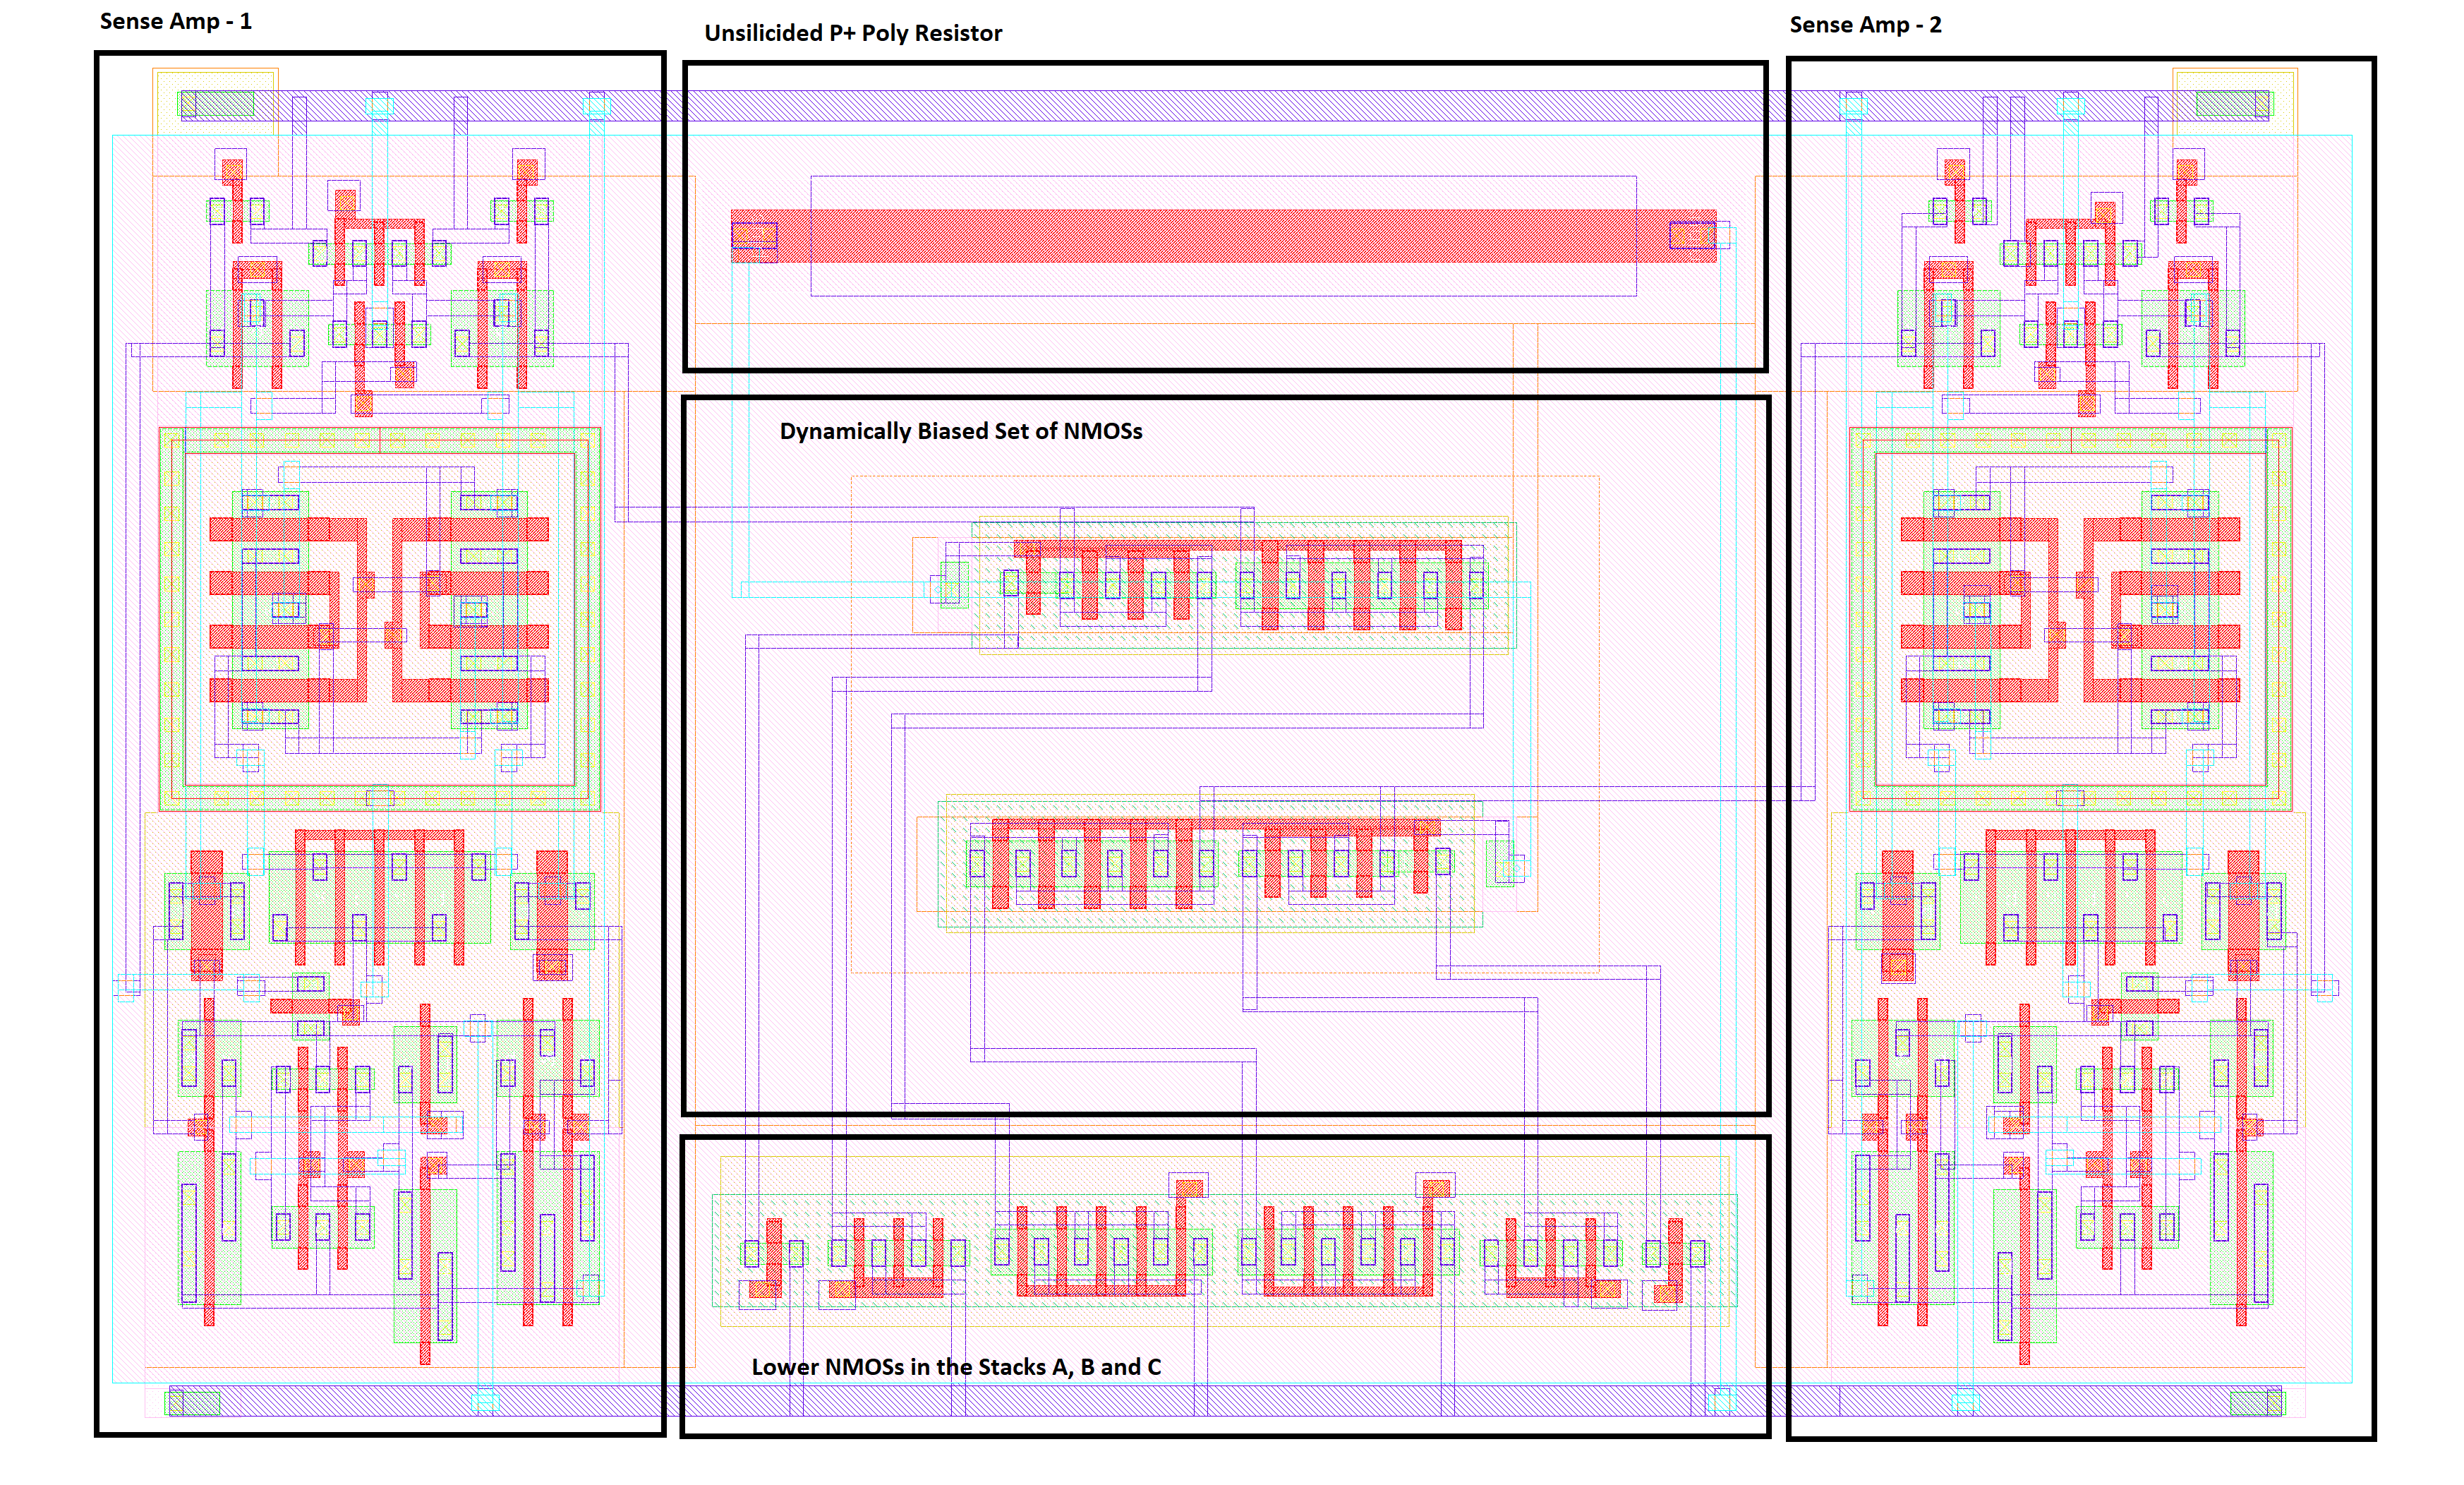 Sense Amp - 1
Unsilicided P+ Poly Resistor
Sense Amp - 2
Dynamically Biased Set of NMOSs
Lower NMOSs in the Stacks A, B and C